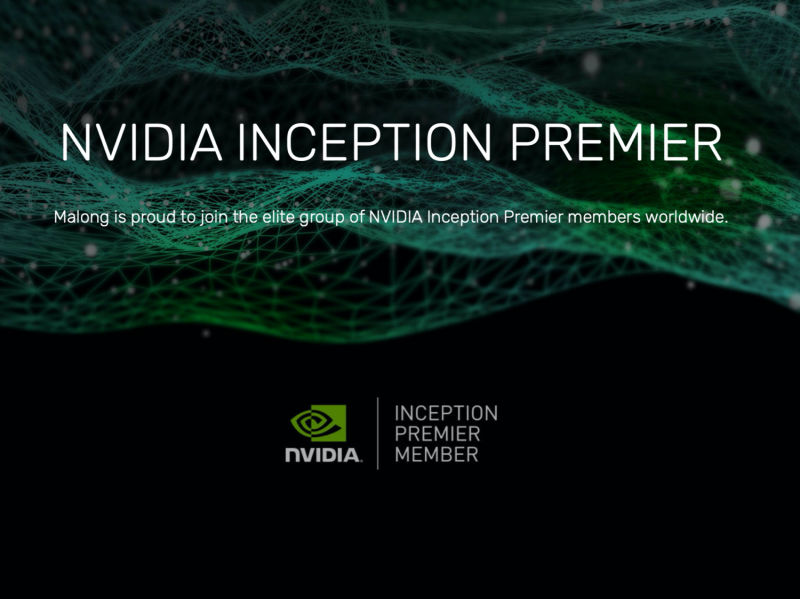 NVIDIA INCEPTION PREMIER
Malong is proud to join the elite group of NVIDIA Inception Premier members worldwide.
NVIDIA.
INCEPTION
PREMIER
MEMBER